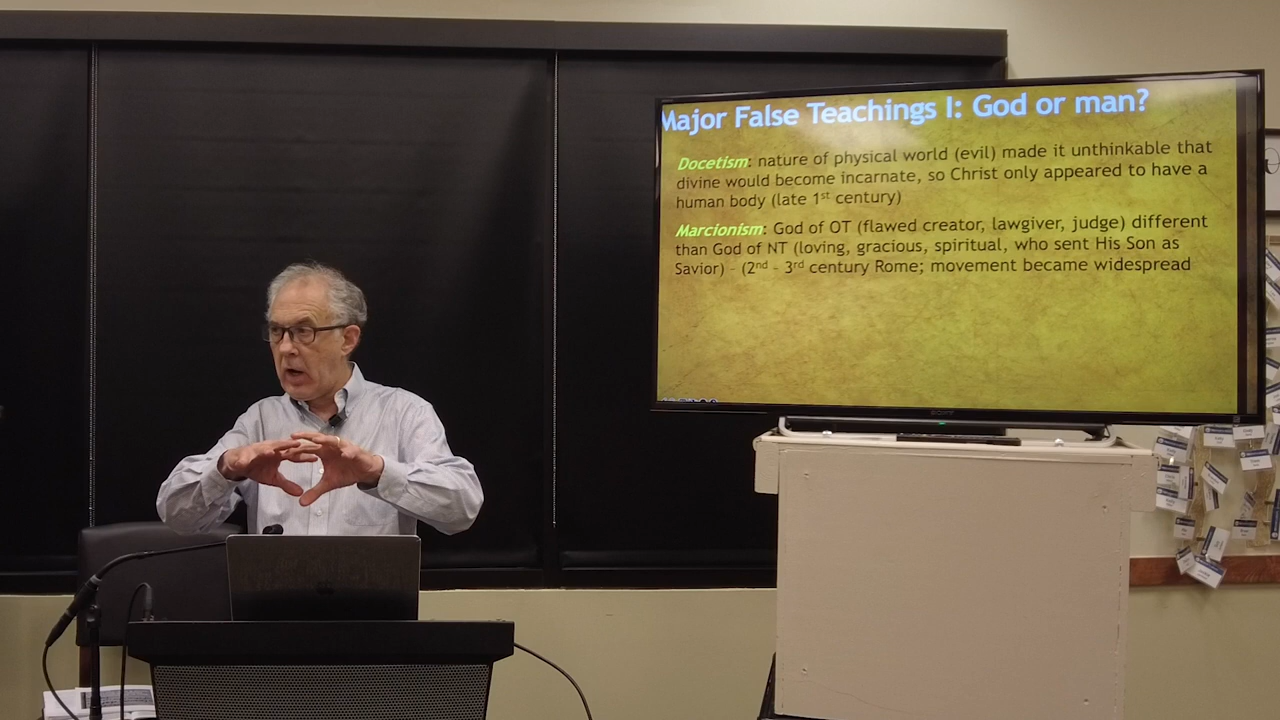 Major False Teachings I: God or man?
Docetism: nature of physical world (evil) made it unthinkable that
divine would become incarnate, so Christ only appeared to have a
human body (late 1st century)
Marcionism: God of OT (flawed creator, lawgiver, judge) different
than God of NT (loving, gracious, spiritual, who sent His Son as
Savior) - (2nd - 3rd century Rome; movement became widespread
SONY